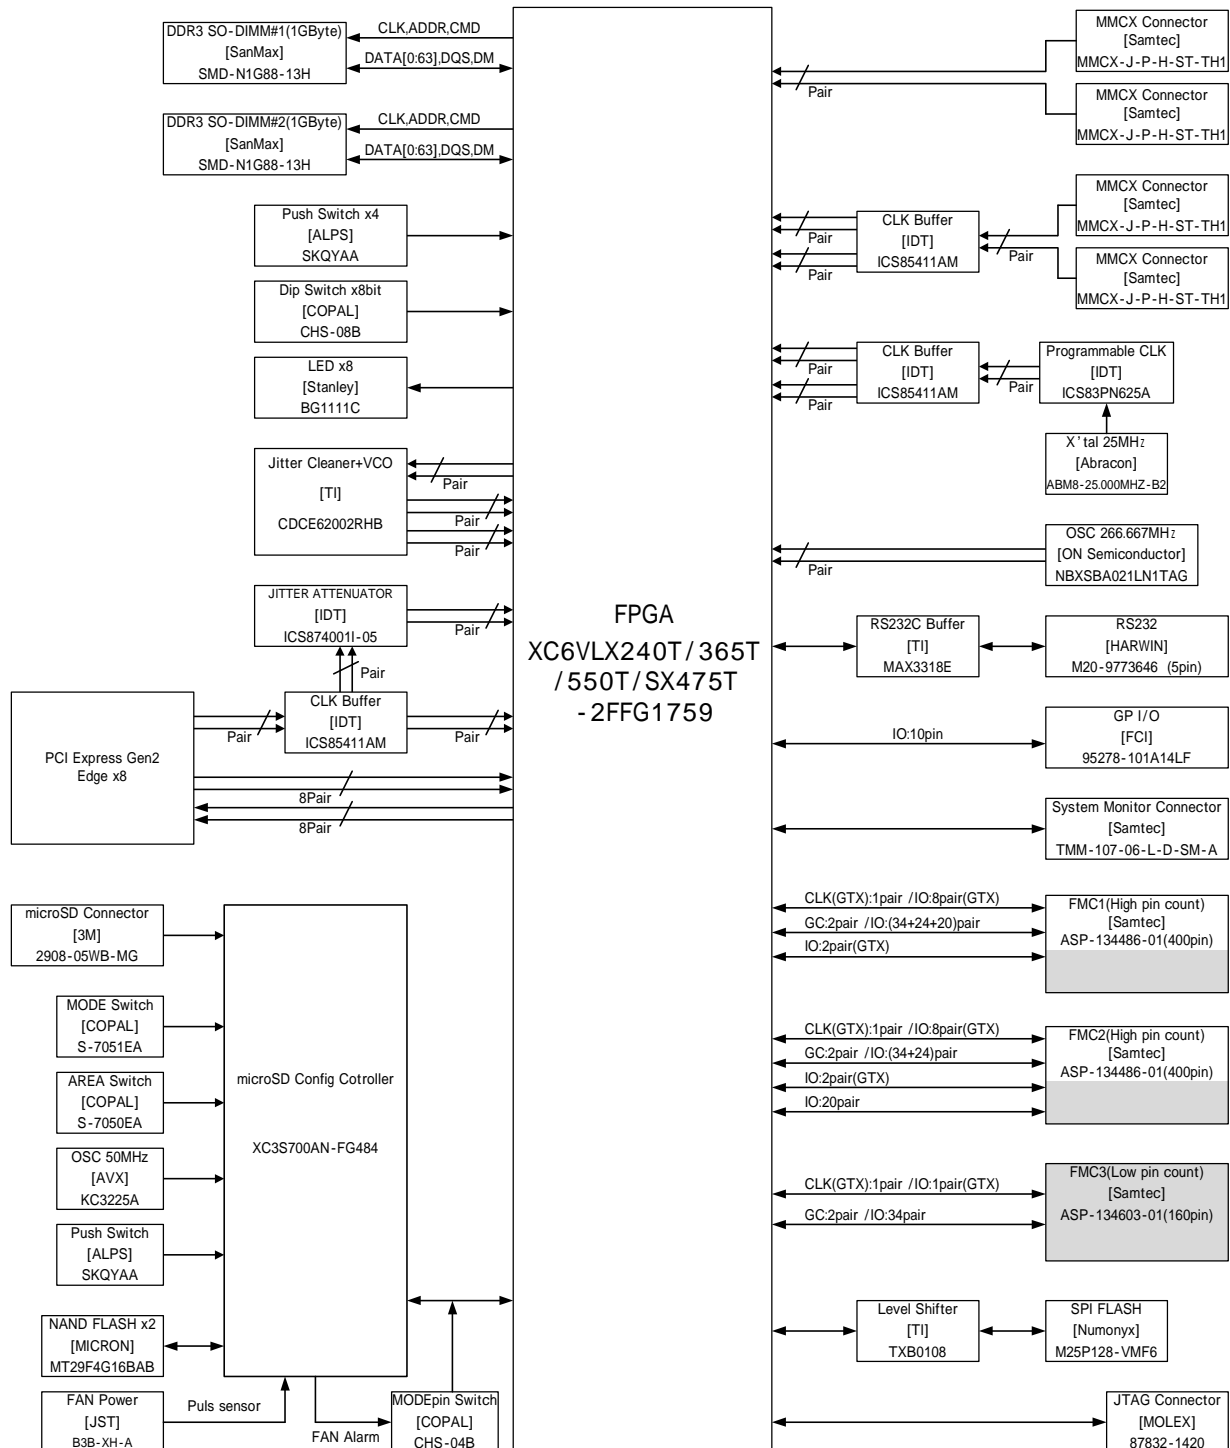 DDR3 SO-DIMM#1(1GByte)
[SanMax]
SMD-N1G88-13H
CLK,ADDR,CMD
DATA[0:63],DQS,DM
DDR3 SO-DIMM#2(1GByte)
[SanMax]
SMD-N1G88-13H
CLK,ADDR,CMD
DATA[0:63],DQS,DM
Push Switch x4
[ALPS]
SKQYAA
Dip Switch x8bit
[COPAL]
CHS-08B
LED x8
[Stanley]
BG1111C
Jitter Cleaner+VCO
[TI]
CDCE62002RHB
Pair
Pair
Pair
JITTER ATTENUATOR
[IDT]
ICS874001I-05
Pair
Pair
CLK Buffer
[IDT]
ICS85411AM
Pair
Pair
PCI Express Gen2
Edge x8
8Pair
8Pair
microSD Connector
[3M]
2908-05WB-MG
MODE Switch
[COPAL]
S-7051EA
AREA Switch
[COPAL]
S-7050EA
OSC 50MHz
[AVX]
KC3225A
Push Switch
[ALPS]
SKQYAA
NAND FLASH x2
[MICRON]
MT29F4G16BAB
FAN Power
[JST]
B3B-XH-A
Puls sensor
FAN Alarm
microSD Config Cotroller
XC3S700AN-FG484
MODEpin Switch
[COPAL]
CHS-04B
FPGA
XC6VLX240T/365T
/550T/SX475T
-2FFG1759
MMCX Connector
[Samtec]
MMCX-J-P-H-ST-TH1
Pair
MMCX Connector
[Samtec]
MMCX-J-P-H-ST-TH1
MMCX Connector
[Samtec]
MMCX-J-P-H-ST-TH1
MMCX Connector
[Samtec]
MMCX-J-P-H-ST-TH1
Pair
CLK Buffer
[IDT]
ICS85411AM
Pair
Pair
CLK Buffer
[IDT]
ICS85411AM
Pair
Pair
Pair
Programmable CLK
[IDT]
ICS83PN625A
X'tal 25MHz
[Abracon]
ABM8-25.000MHZ-B2
OSC 266.667MHz
[ON Semiconductor]
NBXSBA021LN1TAG
Pair
RS232C Buffer
[TI]
MAX3318E
RS232
[HARWIN]
M20-9773646 (5pin)
IO:10pin
GP I/O
[FCI]
95278-101A14LF
System Monitor Connector
[Samtec]
TMM-107-06-L-D-SM-A
CLK(GTX):1pair /IO:8pair(GTX)
GC:2pair /IO:(34+24+20)pair
IO:2pair(GTX)
FMC1(High pin count)
[Samtec]
ASP-134486-01(400pin)
CLK(GTX):1pair /IO:8pair(GTX)
GC:2pair /IO:(34+24)pair
IO:2pair(GTX)
IO:20pair
FMC2(High pin count)
[Samtec]
ASP-134486-01(400pin)
CLK(GTX):1pair /IO:1pair(GTX)
GC:2pair /IO:34pair
FMC3(Low pin count)
[Samtec]
ASP-134603-01(160pin)
Level Shifter
[TI]
TXB0108
SPI FLASH
[Numonyx]
M25P128-VMF6
JTAG Connector
[MOLEX]
87832-1420